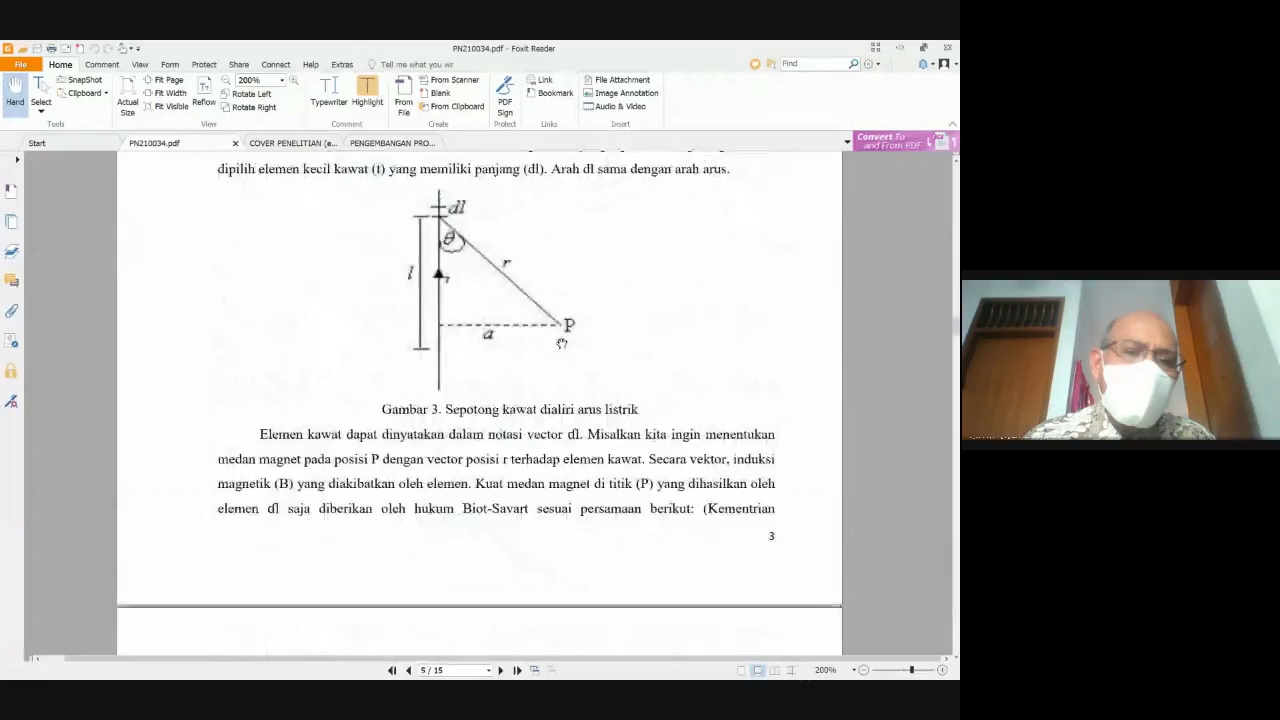 PN210034.pdf - Foxit Reader
File Home Comment View Form Protect Share Connect Help Extras Tell me what you wa
Find
Hand
Select
SnapShot
Clipboard
Actual Size
Fit Page
Fit Width
Fit Visible
Reflow
200%
Rotate Left
Rotate Right
Typewriter
Highlight
From File
From Scanner
Blank
From Clipboard
PDF Sign
Link
Bookmark
File Attachment
Image Annotation
Audio & Video
Tools
View
Comment
Create
Protect
Links
Insert
Start
PN210034.pdf
COVER PENELITIAN (e...
PENGEMBANGAN PRO...
Convert To
and From PDF
dipilih elemen kecil kawat (t) yang memiliki panjang (dl). Arah dl sama dengan arah arus.
dl
θ
r
l
P
a
Gambar 3. Sepotong kawat dialiri arus listrik
Elemen kawat dapat dinyatakan dalam notasi vector dl. Misalkan kita ingin menentukan
medan magnet pada posisi P dengan vector posisi r terhadap elemen kawat. Secara vektor, induksi
magnetik (B) yang diakibatkan oleh elemen. Kuat medan magnet di titik (P) yang dihasilkan oleh
elemen dl saja diberikan oleh hukum Biot-Savart sesuai persamaan berikut: (Kementrian
3
5 / 15
200%